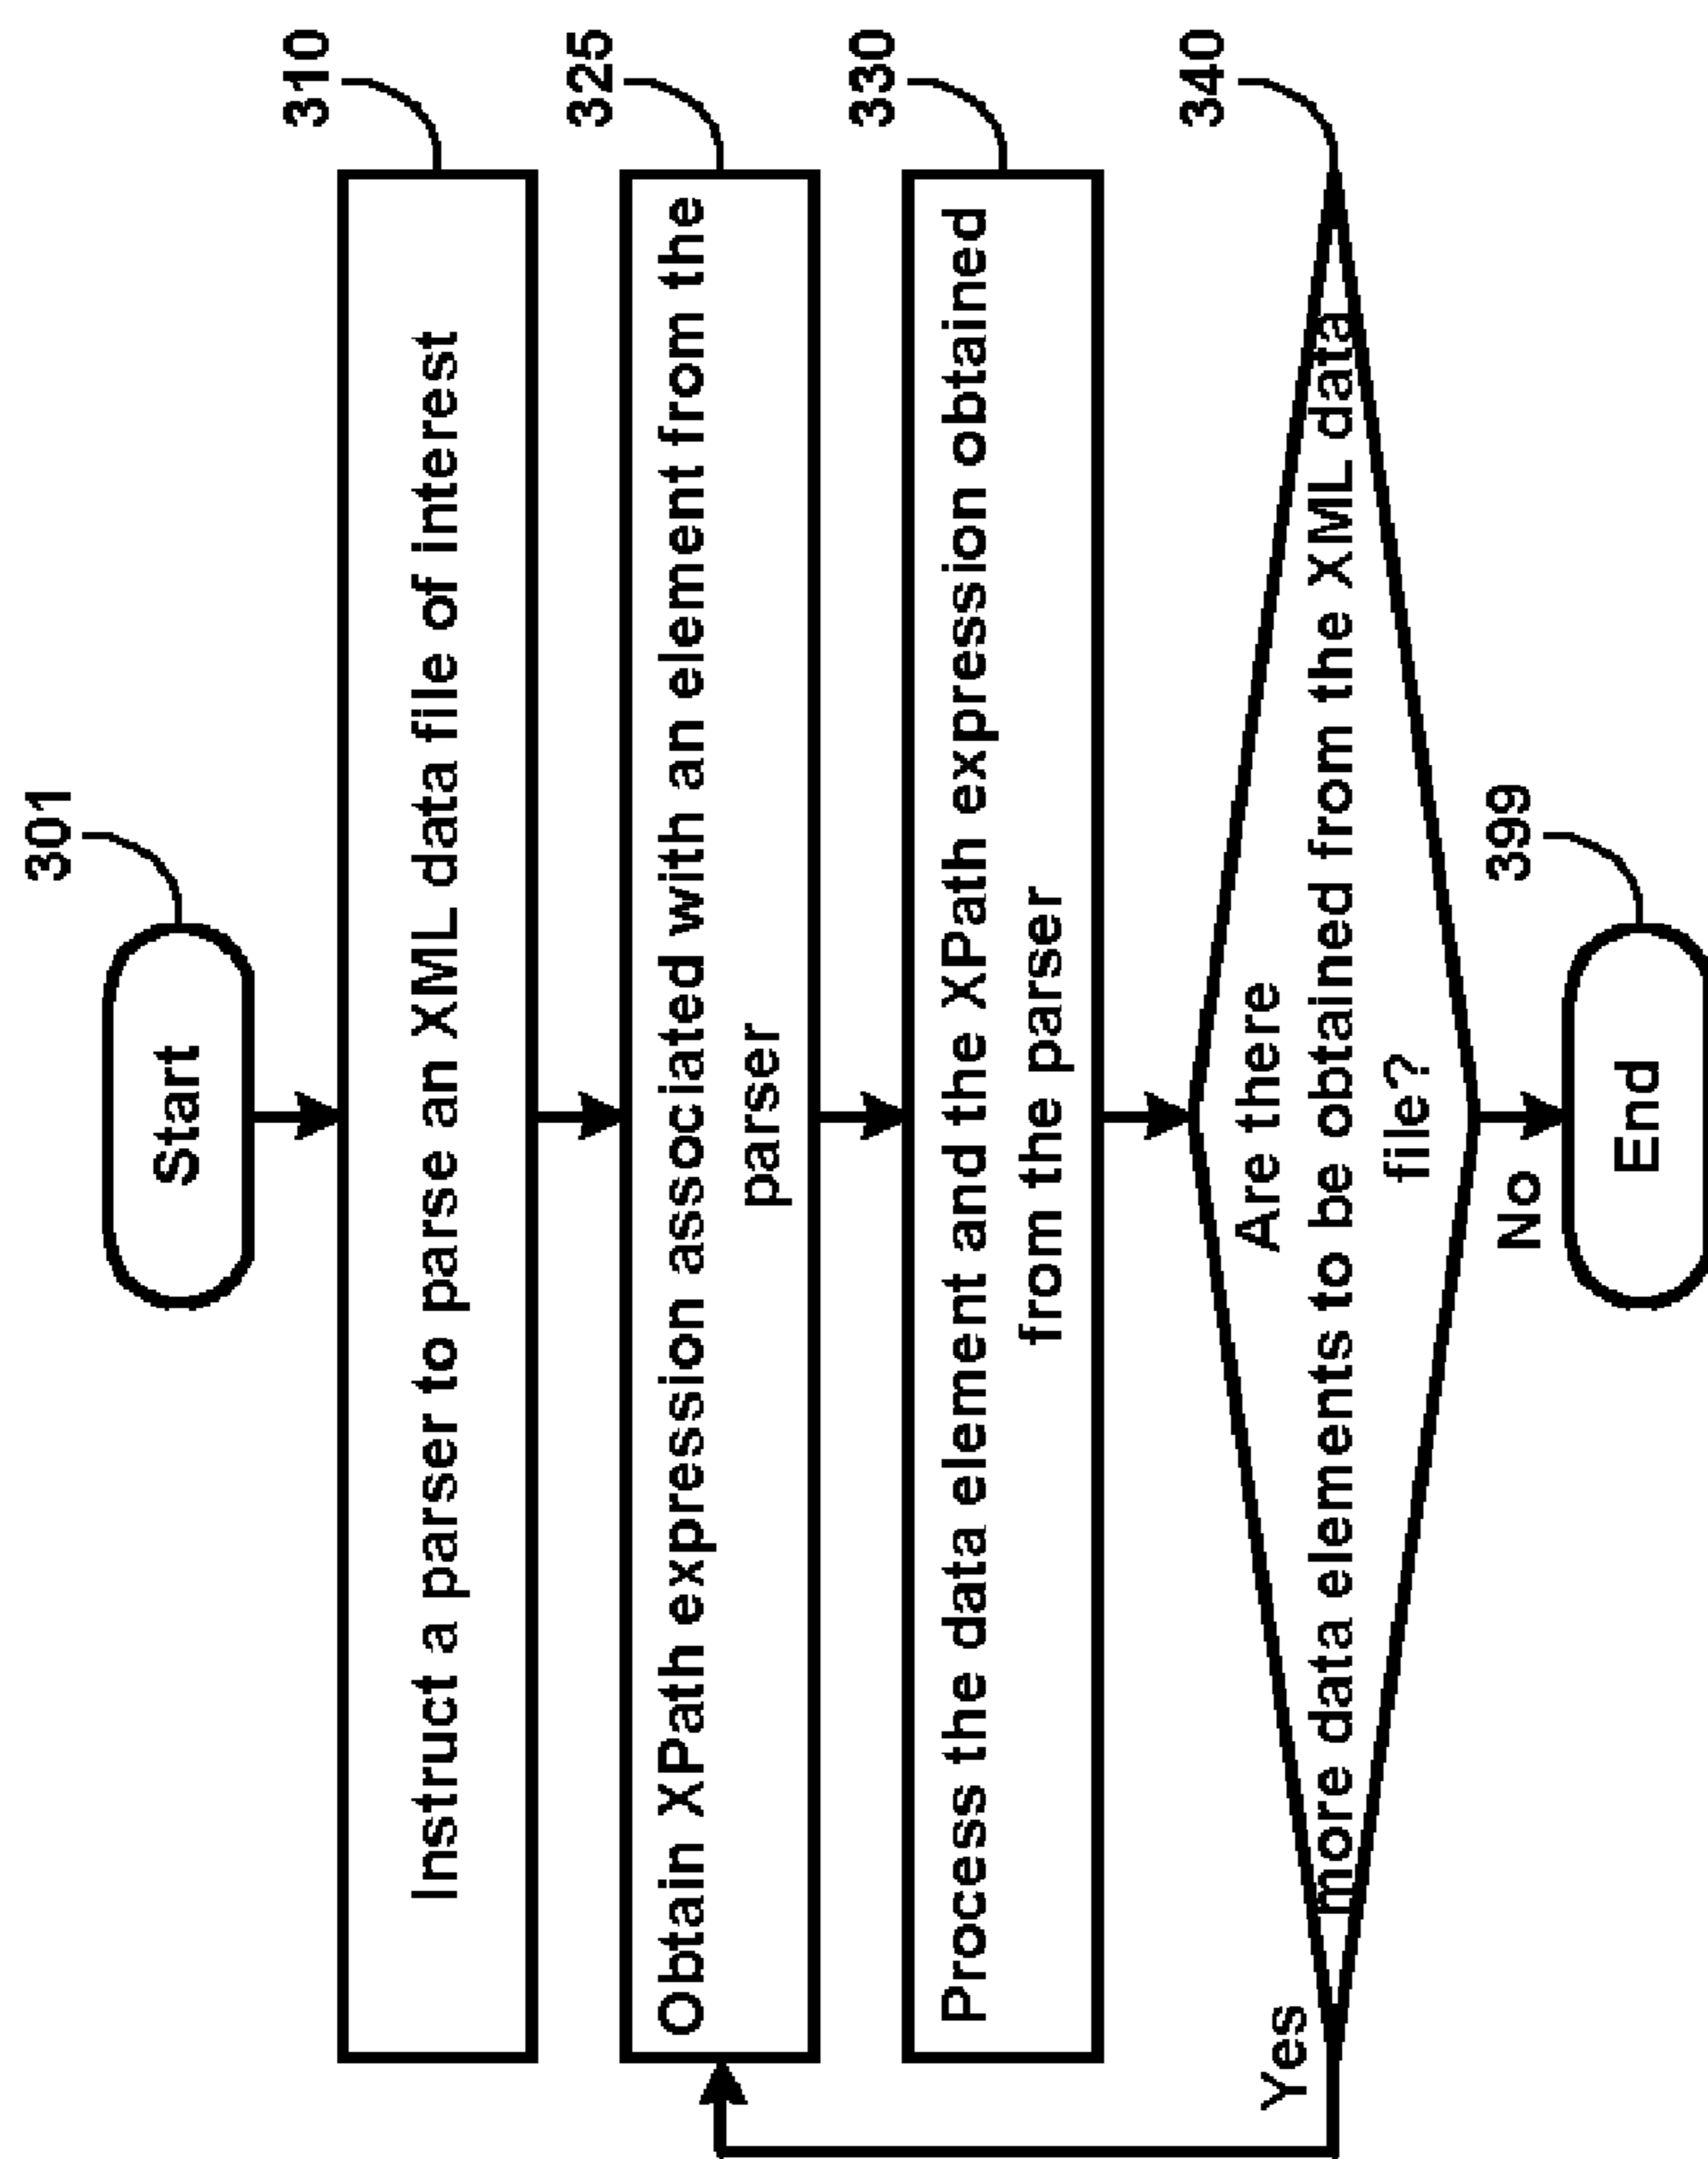 301
Start
310
Instruct a parser to parse an XML data file of interest
325
Obtain XPath expression associated with an element from the
parser
330
Process the data element and the XPath expression obtained
from the parser
340
Are there
more data elements to be obtained from the XML data
file?
Yes
No
399
End